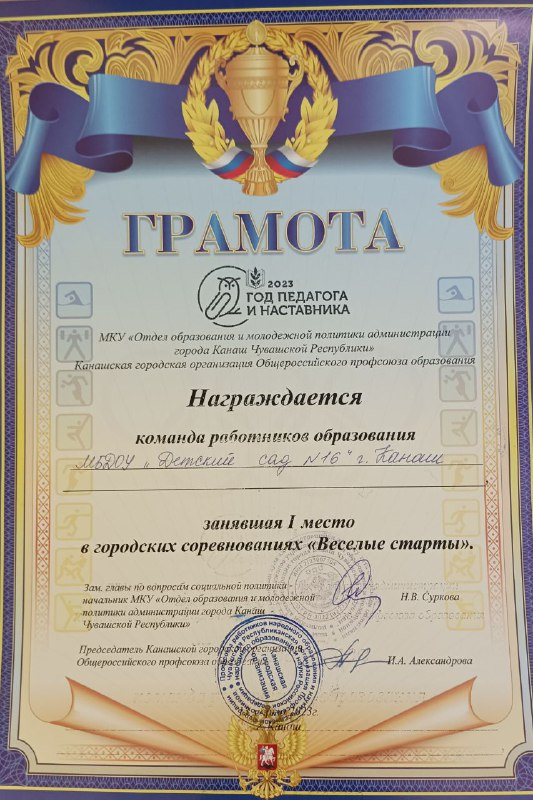 ГРАМОТА
2023
ГОД ПЕДАГОГА
И НАСТАВНИКА
МКУ «Отдел образования и молодежной политики администрации
города Канаш Чувашской Республики»
Канашская городская организация Общероссийского профсоюза образования
Награждается
команда работников образования
МБДОУ „Детский сад №16" г. Канаш
занявшая I место
в городских соревнованиях «Веселые старты».
Зам. главы по вопросам социальной политики -
начальник МКУ «Отдел образования и молодежной
политики администрации города Канаш
Чувашской Республики»
Н.В. Суркова
Председатель Канашской городской организации
Общероссийского профсоюза образования
И.А. Александрова
Канаш